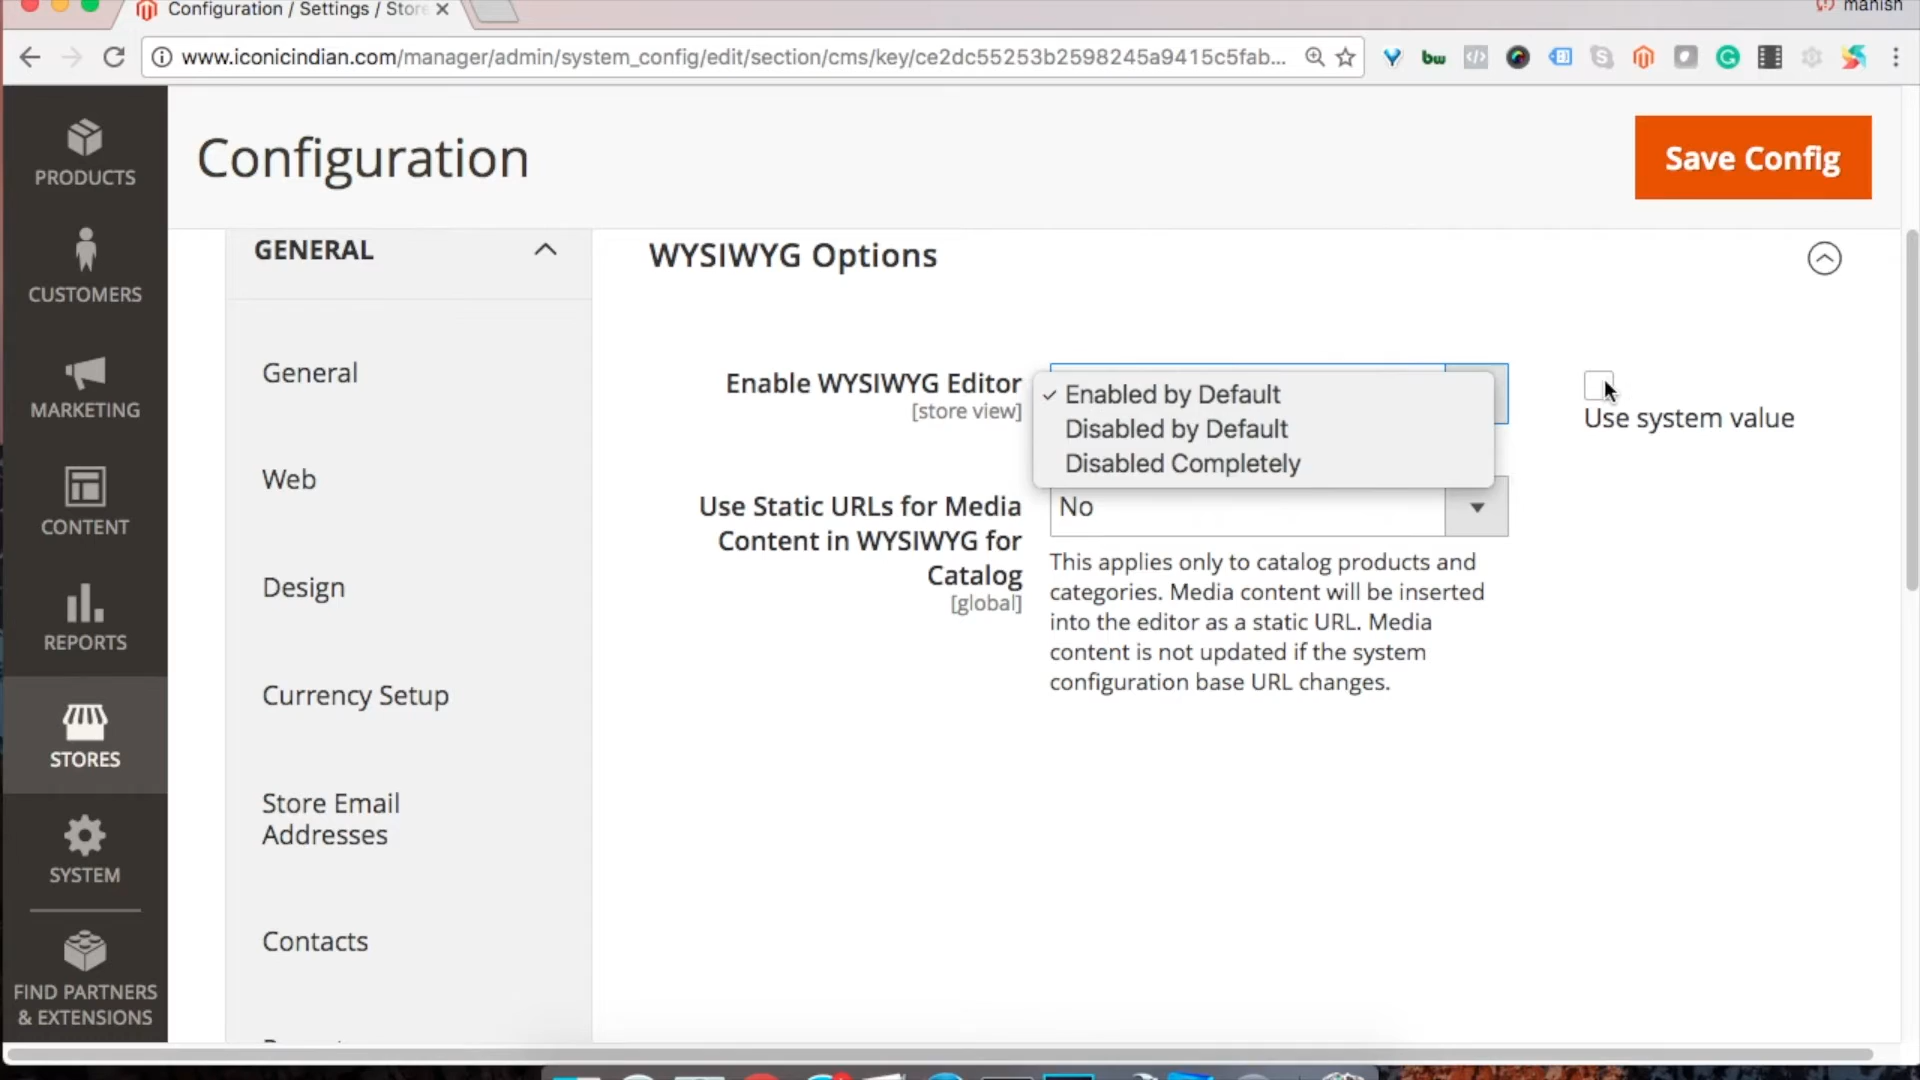 Configuration / Settings / Store
manish
www.iconicindian.com/manager/admin/system_config/edit/section/cms/key/ce2dc55253b2598245a9415c5fab...
bw
PRODUCTS
CUSTOMERS
MARKETING
CONTENT
REPORTS
STORES
SYSTEM
FIND PARTNERS
& EXTENSIONS
Configuration
Save Config
GENERAL
General
Web
Design
Currency Setup
Store Email
Addresses
Contacts
WYSIWYG Options
Enable WYSIWYG Editor
[store view]
✓ Enabled by Default
Disabled by Default
Disabled Completely
Use system value
Use Static URLs for Media
Content in WYSIWYG for
Catalog
[global]
No
This applies only to catalog products and
categories. Media content will be inserted
into the editor as a static URL. Media
content is not updated if the system
configuration base URL changes.